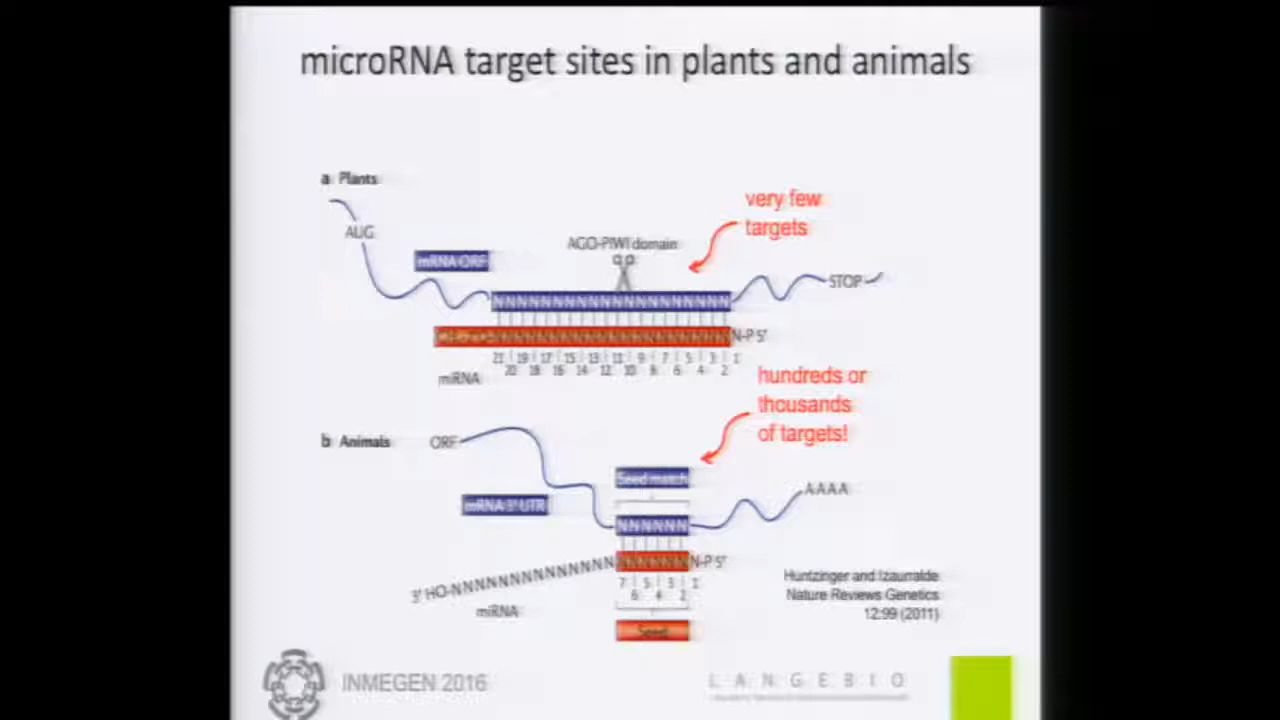 microRNA target sites in plants and animals
a Plants
very few
targets
AUG
AGO-PIWI domain
mRNA ORF
STOP
NNNNNNNNNNNNNNNNNNNN
N-P 5'
21 19 17 15 13 11 9 7 5 3 1
20 18 16 14 12 10 8 6 4 2
miRNA
hundreds or
thousands
of targets!
b Animals
ORF
Seed match
AAAA
mRNA 3' UTR
NNNNNN
N-P 5'
3' HO-NNNNNNNNNNNNNN
7 5 3 1
6 4 2
miRNA
Seed
Huntzinger and Izaurralde
Nature Reviews Genetics
12:99 (2011)
INMEGEN 2016
LANGEBIO